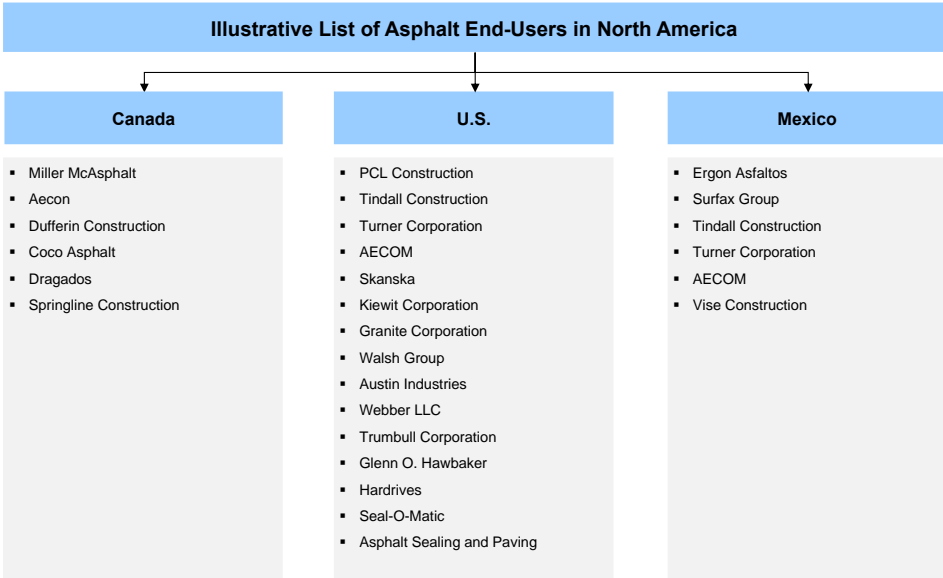 Illustrative List of Asphalt End-Users in North America
Canada
▪ Miller McAsphalt
▪ Aecon
▪ Dufferin Construction
▪ Coco Asphalt
▪ Dragados
▪ Springline Construction
U.S.
▪ PCL Construction
▪ Tindall Construction
▪ Turner Corporation
▪ AECOM
▪ Skanska
▪ Kiewit Corporation
▪ Granite Corporation
▪ Walsh Group
▪ Austin Industries
▪ Webber LLC
▪ Trumbull Corporation
▪ Glenn O. Hawbaker
▪ Hardrives
▪ Seal-O-Matic
▪ Asphalt Sealing and Paving
Mexico
▪ Ergon Asfaltos
▪ Surfax Group
▪ Tindall Construction
▪ Turner Corporation
▪ AECOM
▪ Vise Construction